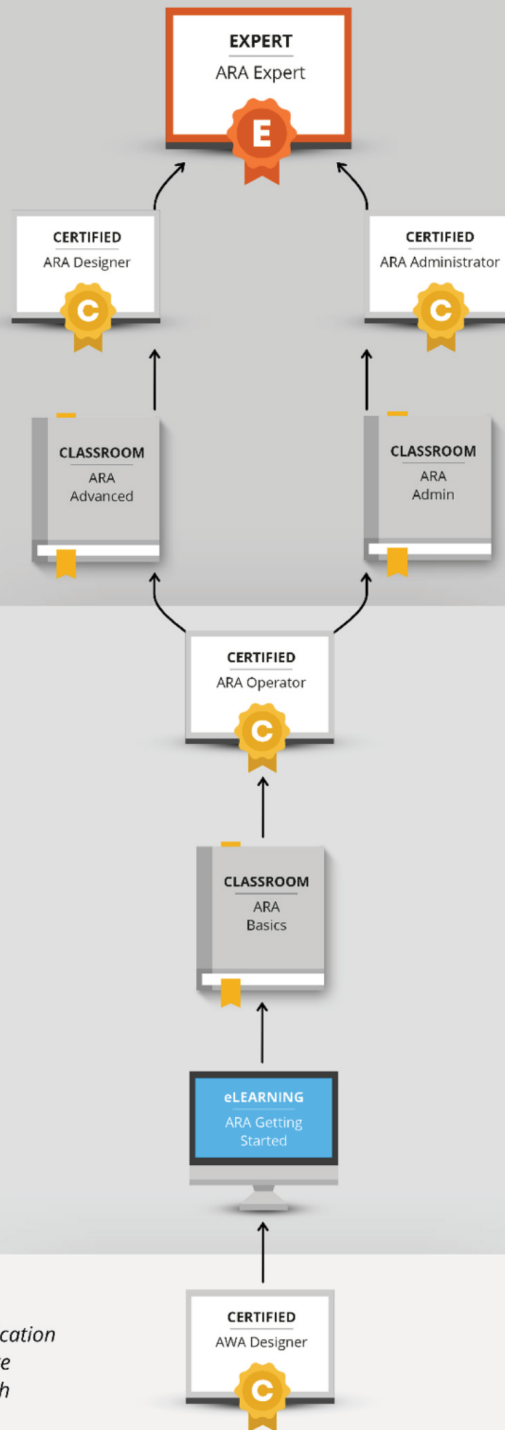 EXPERT
ARA Expert
E
CERTIFIED
ARA Designer
C
CERTIFIED
ARA Administrator
C
CLASSROOM
ARA
Advanced
CLASSROOM
ARA
Admin
CERTIFIED
ARA Operator
C
CLASSROOM
ARA
Basics
eLEARNING
ARA Getting
Started
CERTIFIED
AWA Designer
C